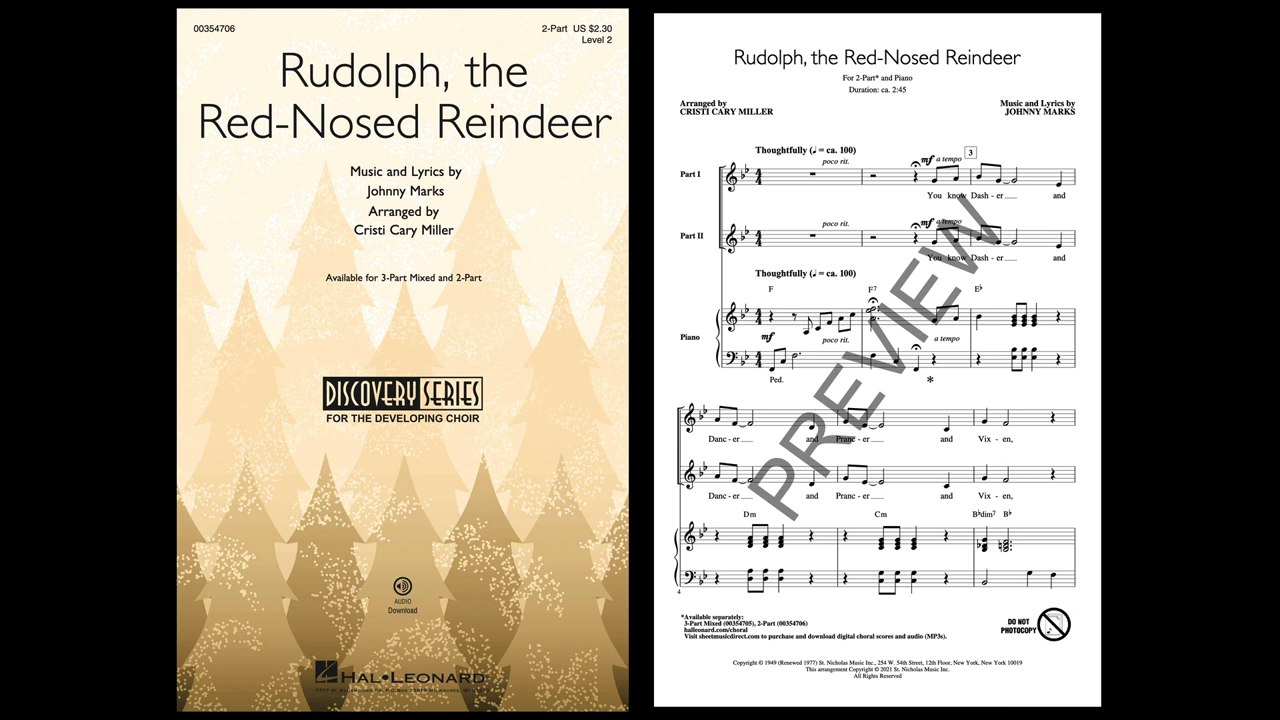 00354706
2-Part US $2.30
Level 2
Rudolph, the
Red-Nosed Reindeer
Music and Lyrics by
Johnny Marks
Arranged by
Cristi Cary Miller
Available for 3-Part Mixed and 2-Part
DISCOVERY SERIES
FOR THE DEVELOPING CHOIR
AUDIO
Download
HAL•LEONARD
Rudolph, the Red-Nosed Reindeer
For 2-Part* and Piano
Duration: ca. 2:45
Arranged by
CRISTI CARY MILLER
Music and Lyrics by
JOHNNY MARKS
Thoughtfully (♩ = ca. 100)
poco rit.
mf a tempo
3
Part I
You know Dash - er and
poco rit.
mf a tempo
Part II
You know Dash - er and
Thoughtfully (♩ = ca. 100)
F F7 E♭
Piano
mf
poco rit.
a tempo
Ped. *
Danc - er and Pranc - er and Vix - en,
Danc - er and Pranc - er and Vix - en,
Dm Cm B♭dim7 B♭
4
PREVIEW
*Available separately:
3-Part Mixed (00354705), 2-Part (00354706)
halleonard.com/choral
Visit sheetmusicdirect.com to purchase and download digital choral scores and audio (MP3s).
DO NOT
PHOTOCOPY
Copyright © 1949 (Renewed 1977) St. Nicholas Music Inc., 254 W. 54th Street, 12th Floor, New York, New York 10019
This arrangement Copyright © 2021 St. Nicholas Music Inc.
All Rights Reserved